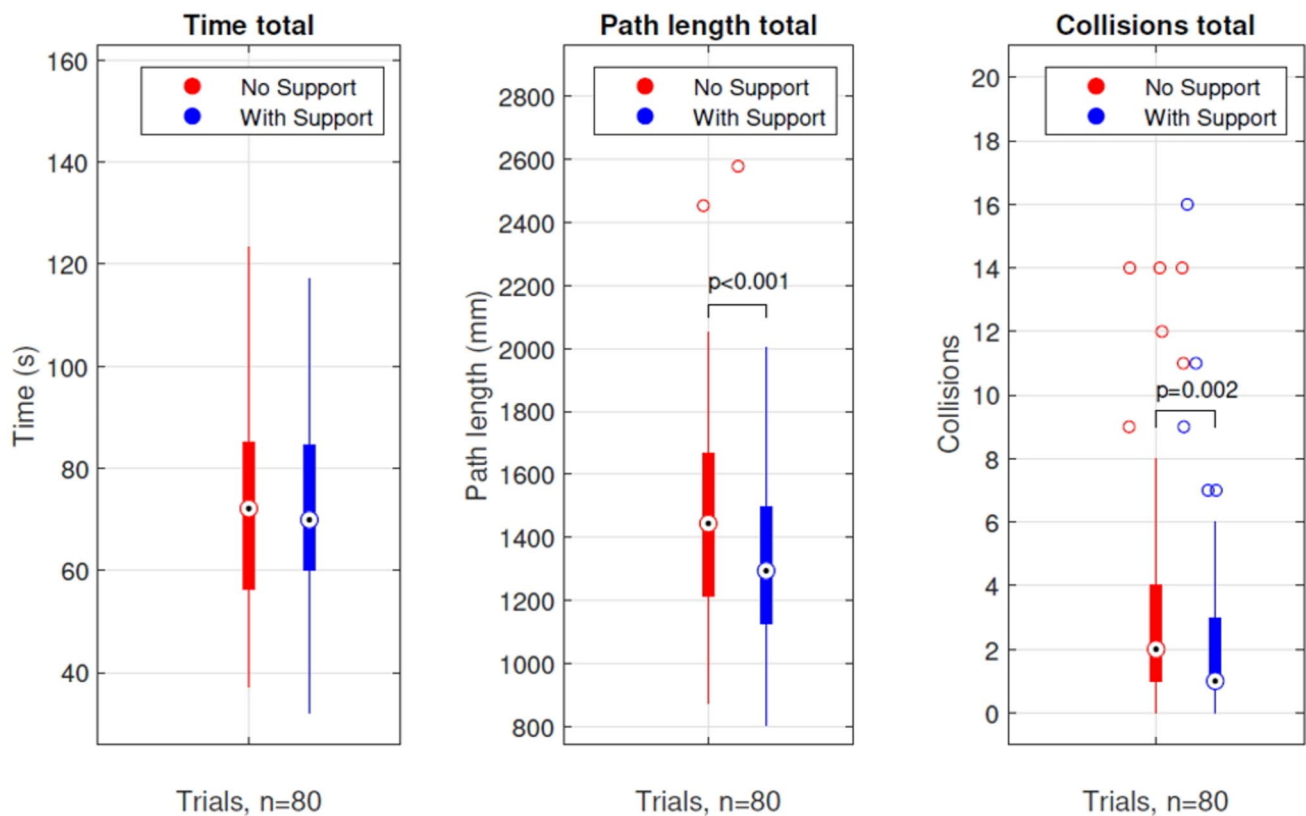 Time total
160
140
120
100
80
60
40
Time (s)
No Support
With Support
Trials, n=80
Path length total
2800
2600
2400
2200
2000
1800
1600
1400
1200
1000
800
Path length (mm)
No Support
With Support
p<0.001
Trials, n=80
Collisions total
20
18
16
14
12
10
8
6
4
2
0
Collisions
No Support
With Support
p=0.002
Trials, n=80